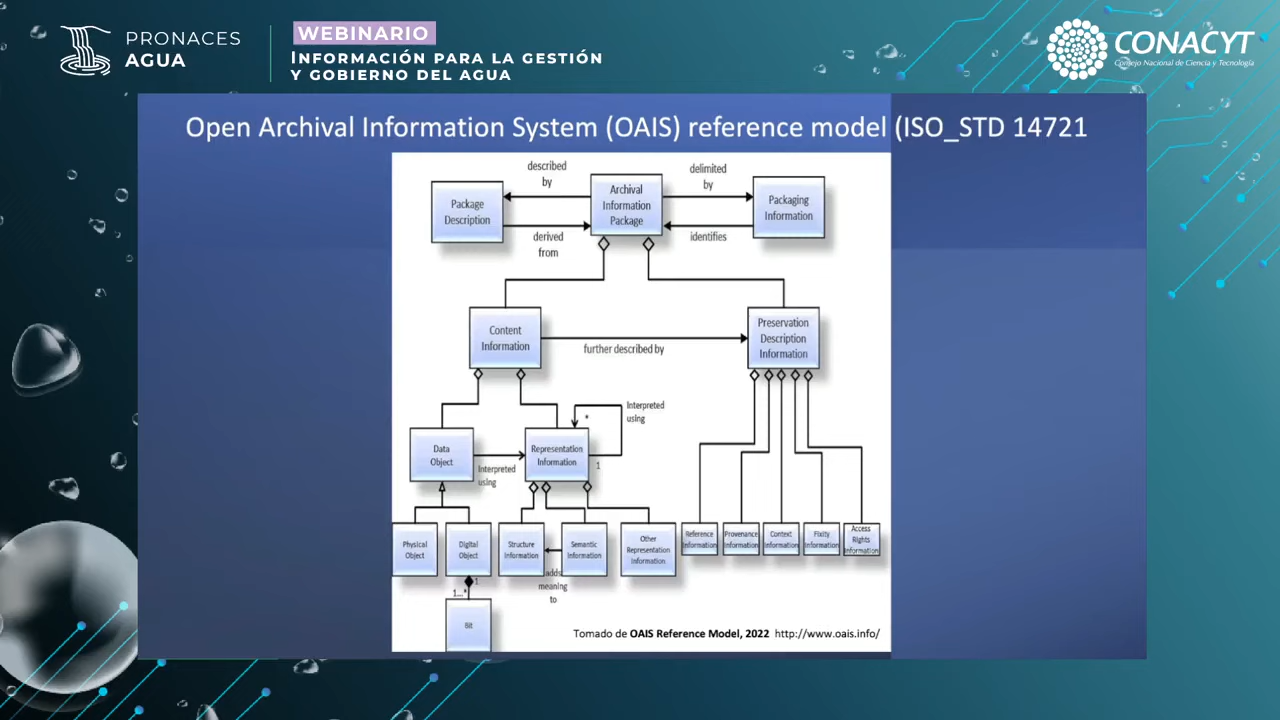 PRONACES
AGUA
WEBINARIO
INFORMACIÓN PARA LA GESTIÓN
Y GOBIERNO DEL AGUA
CONACYT
Consejo Nacional de Ciencia y Tecnología
Open Archival Information System (OAIS) reference model (ISO_STD 14721
described
by
delimited
by
Package
Description
Archival
Information
Package
Packaging
Information
derived
from
identifies
Content
Information
further described by
Preservation
Description
Information
Data
Object
Interpreted
using
Representation
Information
*
Interpreted
using
1
Physical
Object
Digital
Object
Structure
Information
Semantic
Information
Other
Representation
Information
Reference
Information
Provenance
Information
Context
Information
Fixity
Information
Access
Rights
Information
adds
meaning
to
1
1...*
Bit
Tomado de OAIS Reference Model, 2022 http://www.oais.info/